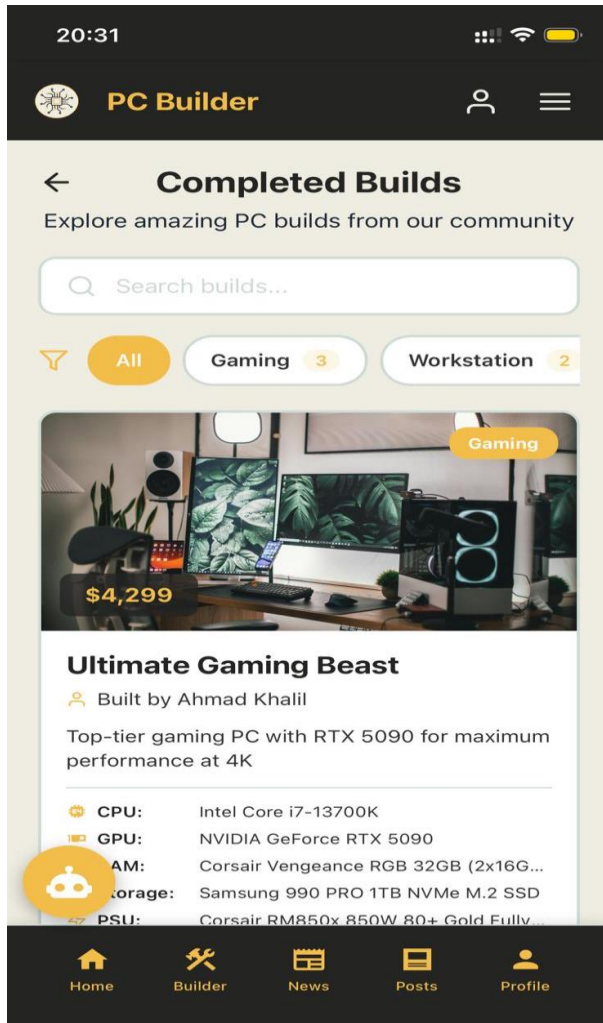 20:31
PC Builder
Completed Builds
Explore amazing PC builds from our community
Search builds...
All
Gaming 3
Workstation 2
Gaming
$4,299
Ultimate Gaming Beast
Built by Ahmad Khalil
Top-tier gaming PC with RTX 5090 for maximum
performance at 4K
CPU: Intel Core i7-13700K
GPU: NVIDIA GeForce RTX 5090
AM: Corsair Vengeance RGB 32GB (2x16G...
torage: Samsung 990 PRO 1TB NVMe M.2 SSD
PSU: Corsair RM850x 850W 80+ Gold Fully...
Home
Builder
News
Posts
Profile